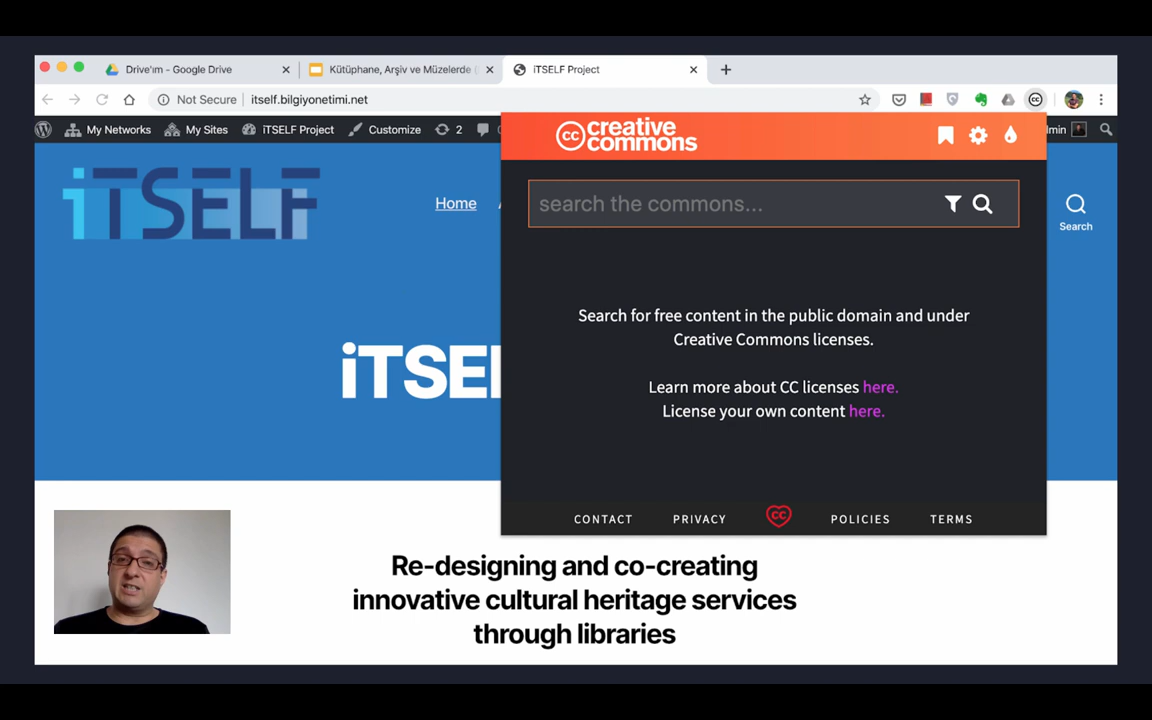 Drive'ım - Google Drive
Kütüphane, Arşiv ve Müzelerde
iTSELF Project
Not Secure
itself.bilgiyonetimi.net
My Networks
My Sites
iTSELF Project
Customize
2
creative
commons
cc
iTSELF
Home
search the commons...
Search
Search for free content in the public domain and under
Creative Commons licenses.
Learn more about CC licenses here.
License your own content here.
iTSEL
CONTACT
PRIVACY
CC
POLICIES
TERMS
Re-designing and co-creating
innovative cultural heritage services
through libraries